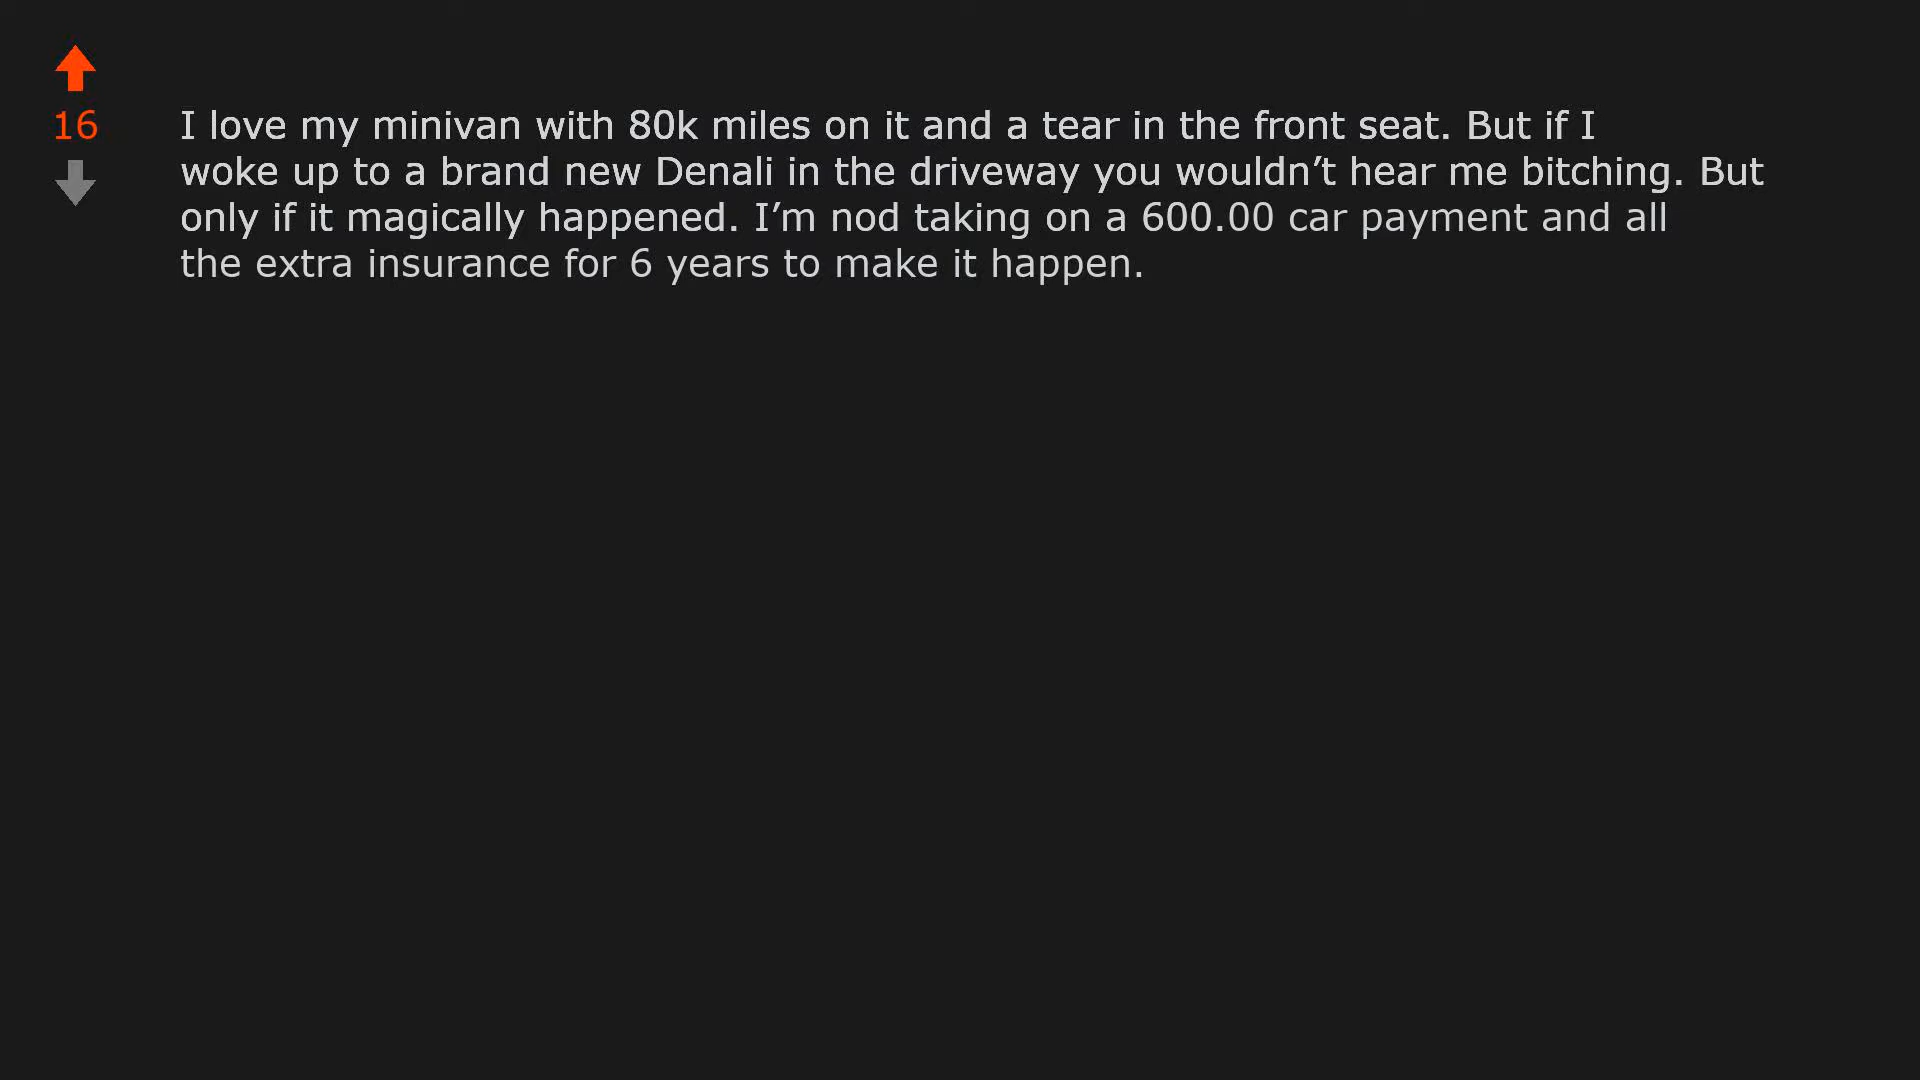 16
I love my minivan with 80k miles on it and a tear in the front seat. But if I
woke up to a brand new Denali in the driveway you wouldn’t hear me bitching. But
only if it magically happened. I’m nod taking on a 600.00 car payment and all
the extra insurance for 6 years to make it happen.